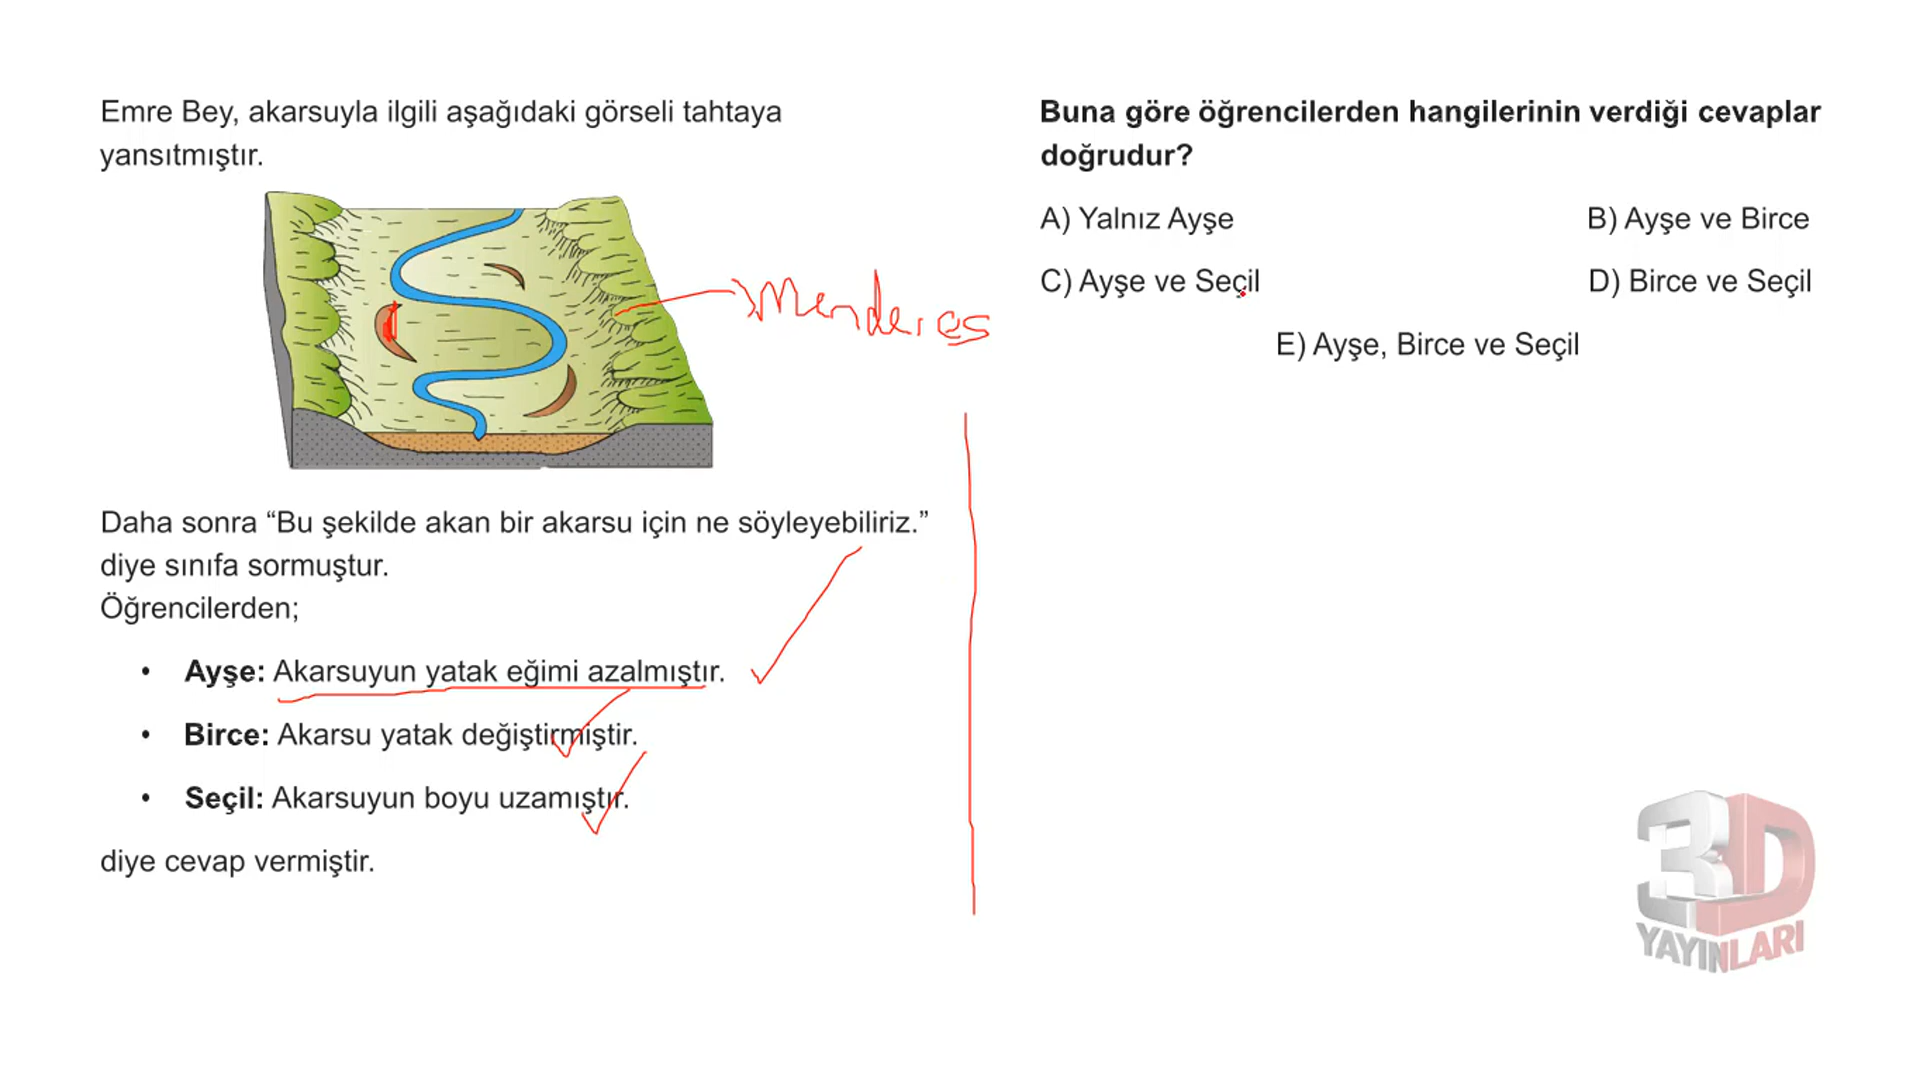 Emre Bey, akarsuyla ilgili aşağıdaki görseli tahtaya
yansıtmıştır.
Menderes
Daha sonra “Bu şekilde akan bir akarsu için ne söyleyebiliriz.”
diye sınıfa sormuştur.
Öğrencilerden;
• Ayşe: Akarsuyun yatak eğimi azalmıştır.
• Birce: Akarsu yatak değiştirmiştir.
• Seçil: Akarsuyun boyu uzamıştır.
diye cevap vermiştir.
Buna göre öğrencilerden hangilerinin verdiği cevaplar
doğrudur?
A) Yalnız Ayşe B) Ayşe ve Birce
C) Ayşe ve Seçil D) Birce ve Seçil
E) Ayşe, Birce ve Seçil
3D
YAYINLARI